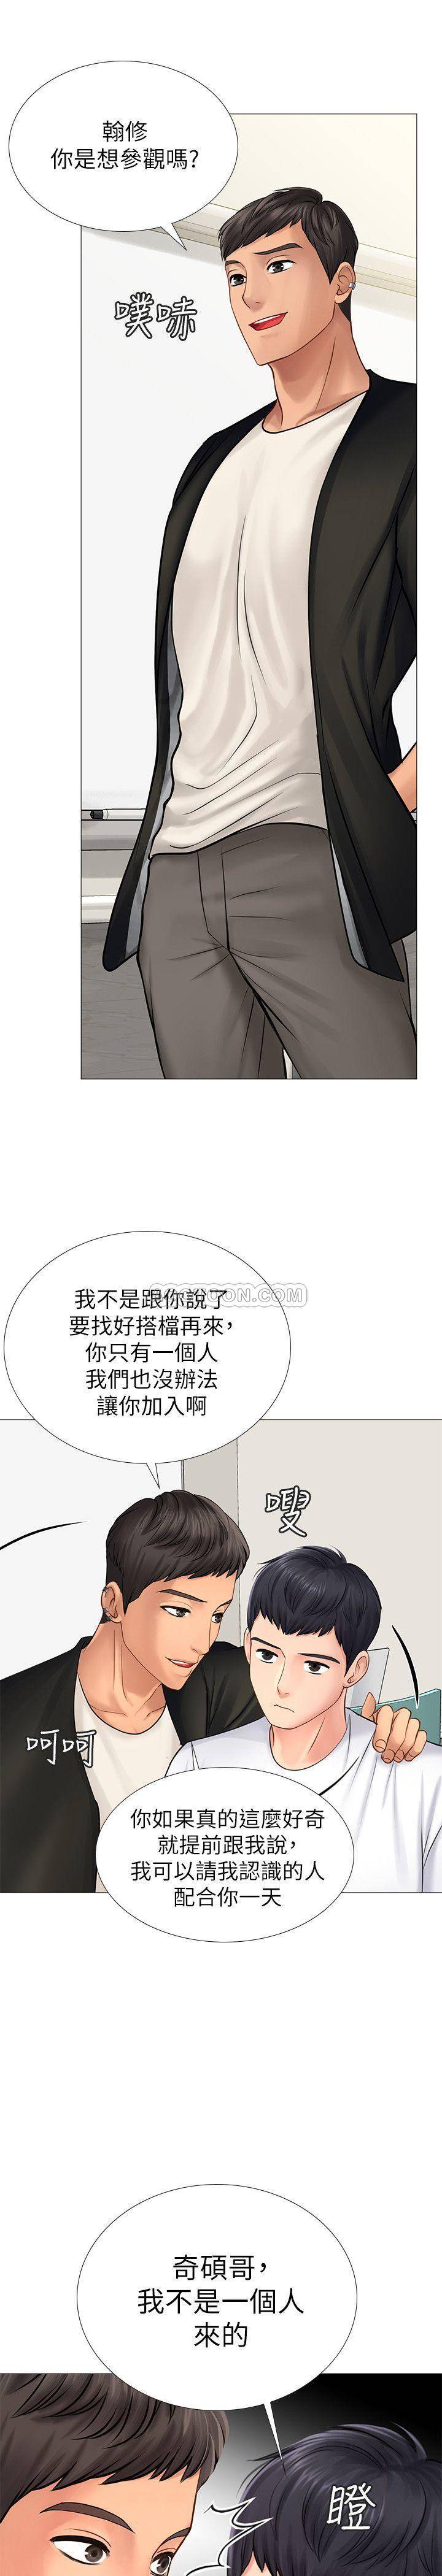 翰修
你是想參觀嗎?
噗哧
我不是跟你說了
要找好搭檔再來，
你只有一個人
我們也沒辦法
讓你加入啊
嗖
呵呵
你如果真的這麼好奇
就提前跟我說，
我可以請我認識的人
配合你一天
奇碩哥，
我不是一個人
來的
瞪